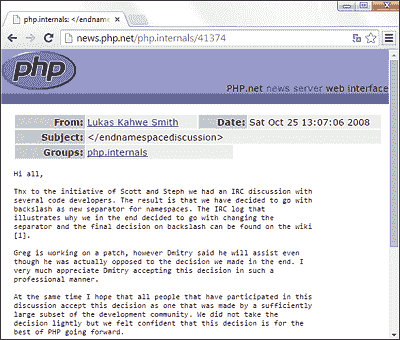 php.internals: </endnames
news.php.net/php.internals/41374
php
PHP.net news server web interface
From: Lukas Kahwe Smith Date: Sat Oct 25 13:07:06 2008
Subject: </endnamespacediscussion>
Groups: php.internals
Hi all,
Thx to the initiative of Scott and Steph we had an IRC discussion with
several code developers. The result is that we have decided to go with
backslash as new separator for namespaces. The IRC log that
illustrates why we in the end decided to go with changing the
separator and the final decision on backslash can be found on the wiki
[1].
Greg is working on a patch, however Dmitry said he will assist even
though he was actually opposed to the decision we made in the end. I
very much appreciate Dmitry accepting this decision in such a
professional manner.
At the same time I hope that all people that have participated in this
discussion accept this decision as one that was made by a sufficiently
large subset of the development community. We did not take the
decision lightly but we felt confident that this decision is for the
best of PHP going forward.